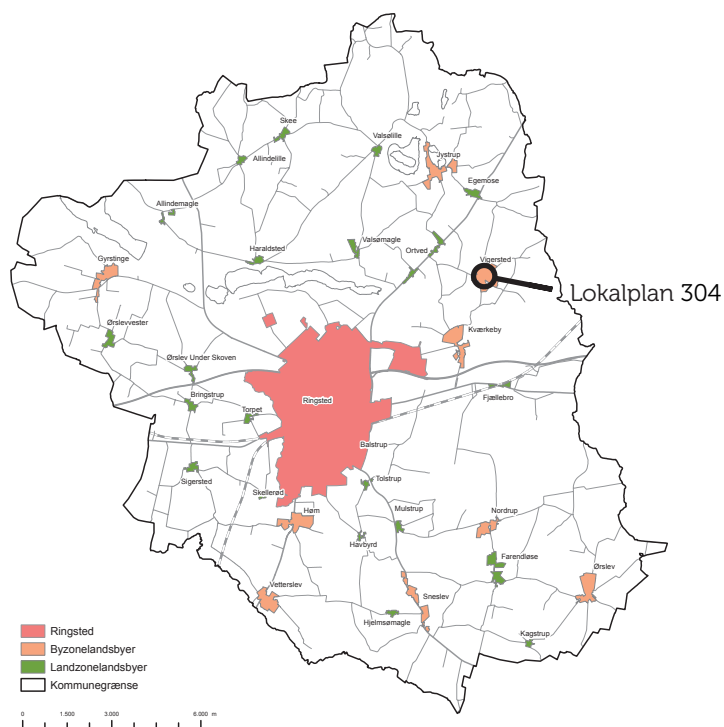 Skee
Valsølille
Jystrup
Allindelille
Egemose
Allindemagle
Valsømagle
Ortved
Haraldsted
Vigersted
Gyrstinge
Lokalplan 304
Ørslevvester
Kværkeby
Ørslev Under Skoven
Bringstrup
Fjællebro
Ringsted
Torpet
Balstrup
Sigersted
Tolstrup
Skellerød
Høm
Mulstrup
Nordrup
Havbyrd
Farendløse
Ørslev
Vetterslev
Sneslev
Hjelmsømagle
Kagstrup
Ringsted
Byzonelandsbyer
Landzonelandsbyer
Kommunegrænse
0 1.500 3.000 6.000 m